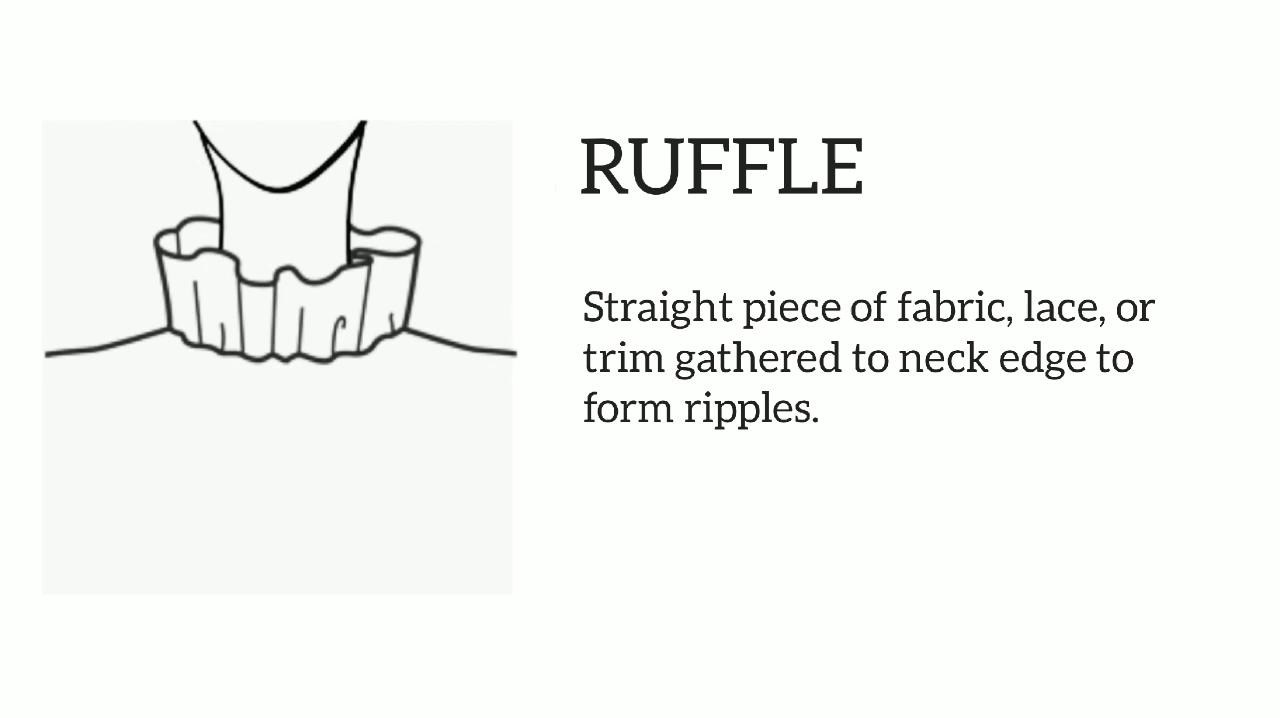 RUFFLE
Straight piece of fabric, lace, or
trim gathered to neck edge to
form ripples.